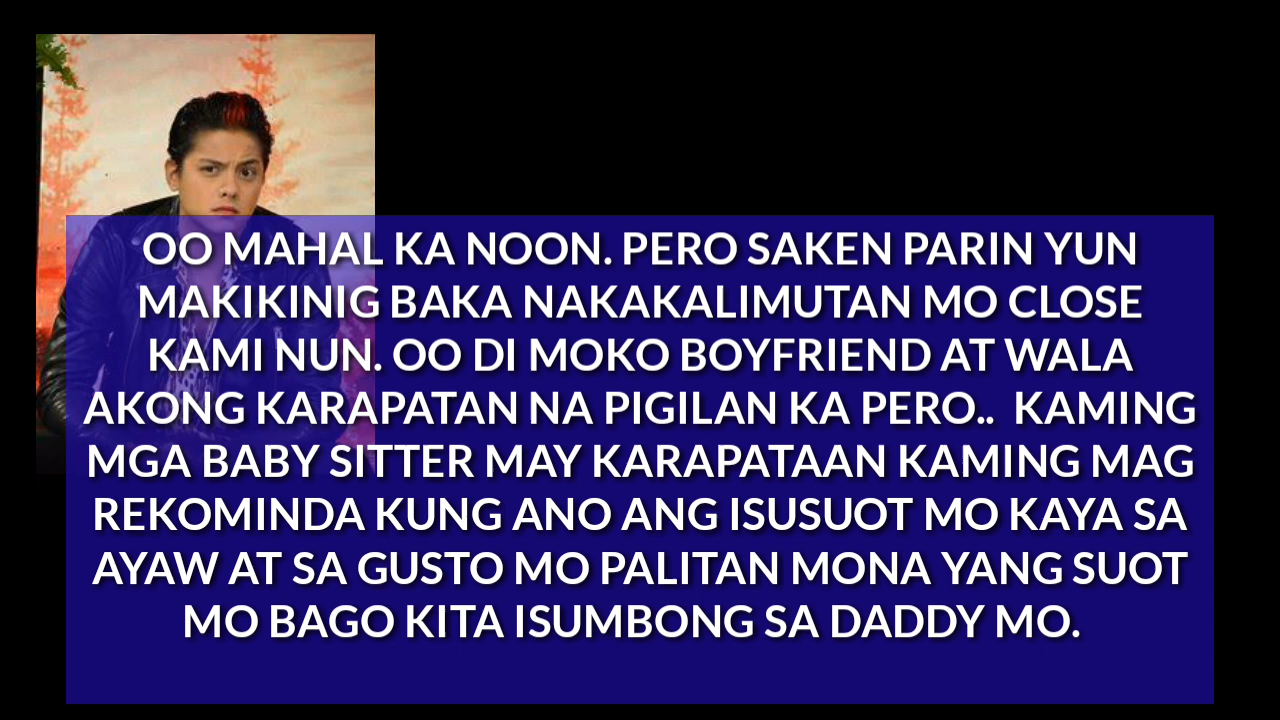 OO MAHAL KA NOON. PERO SAKEN PARIN YUN
MAKIKINIG BAKA NAKAKALIMUTAN MO CLOSE
KAMI NUN. OO DI MOKO BOYFRIEND AT WALA
AKONG KARAPATAN NA PIGILAN KA PERO..  KAMING
MGA BABY SITTER MAY KARAPATAAN KAMING MAG
REKOMINDA KUNG ANO ANG ISUSUOT MO KAYA SA
AYAW AT SA GUSTO MO PALITAN MONA YANG SUOT
MO BAGO KITA ISUMBONG SA DADDY MO.